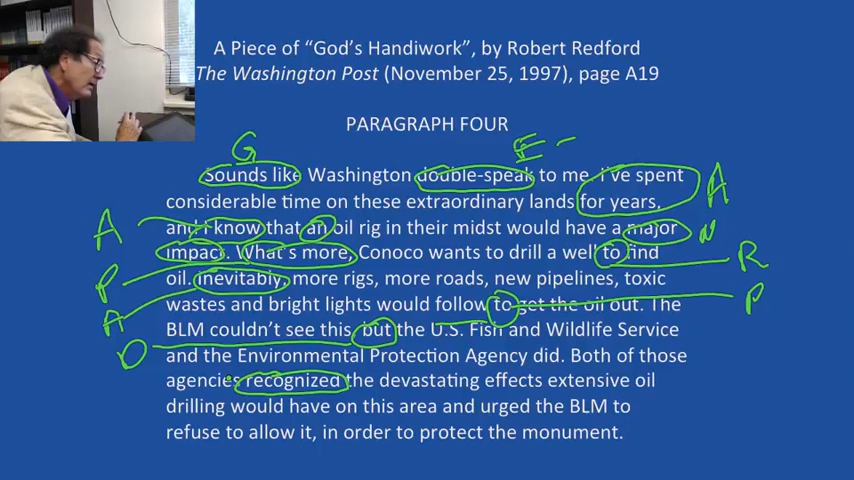 A Piece of “God’s Handiwork”, by Robert Redford
The Washington Post (November 25, 1997), page A19
PARAGRAPH FOUR
G E -
Sounds like Washington double-speak to me. I’ve spent
A
considerable time on these extraordinary lands for years,
A and I know that an oil rig in their midst would have a major N
impact. What’s more, Conoco wants to drill a well to find R
P oil. Inevitably, more rigs, more roads, new pipelines, toxic
A wastes and bright lights would follow to get the oil out. The P
BLM couldn’t see this, but the U.S. Fish and Wildlife Service
O and the Environmental Protection Agency did. Both of those
agencies recognized the devastating effects extensive oil
drilling would have on this area and urged the BLM to
refuse to allow it, in order to protect the monument.